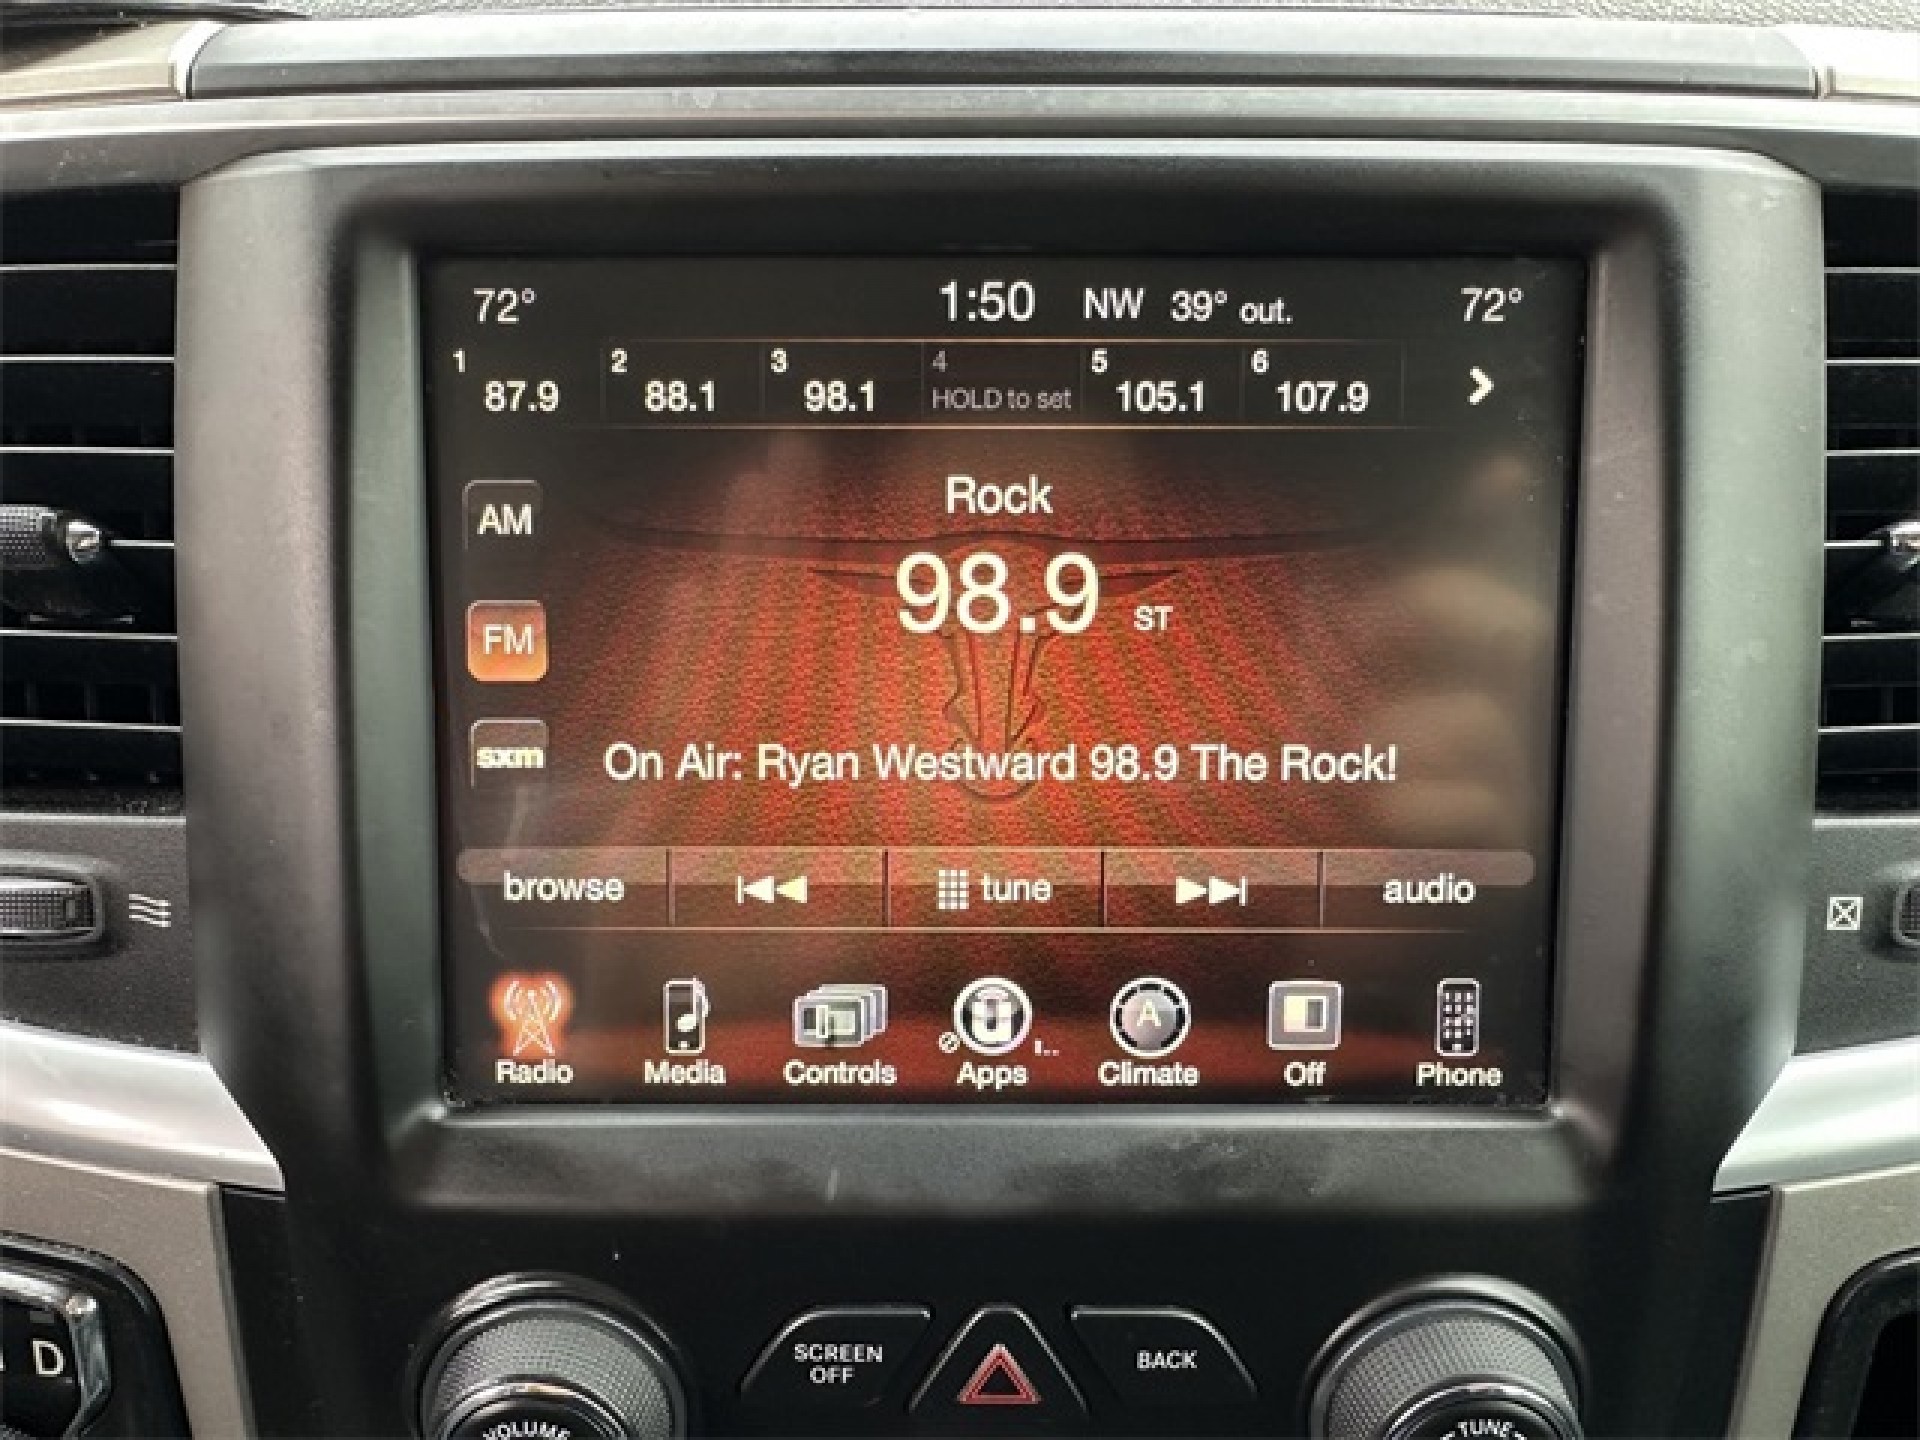 72° 1:50 NW 39° out. 72°
1 2 3 4 5 6
87.9 88.1 98.1 HOLD to set 105.1 107.9
Rock
AM
98.9 ST
FM
sxm
On Air: Ryan Westward 98.9 The Rock!
browse tune audio
A
Radio Media Controls Apps Climate Off Phone
SCREEN
OFF
BACK
D
VOLUME
TUNE